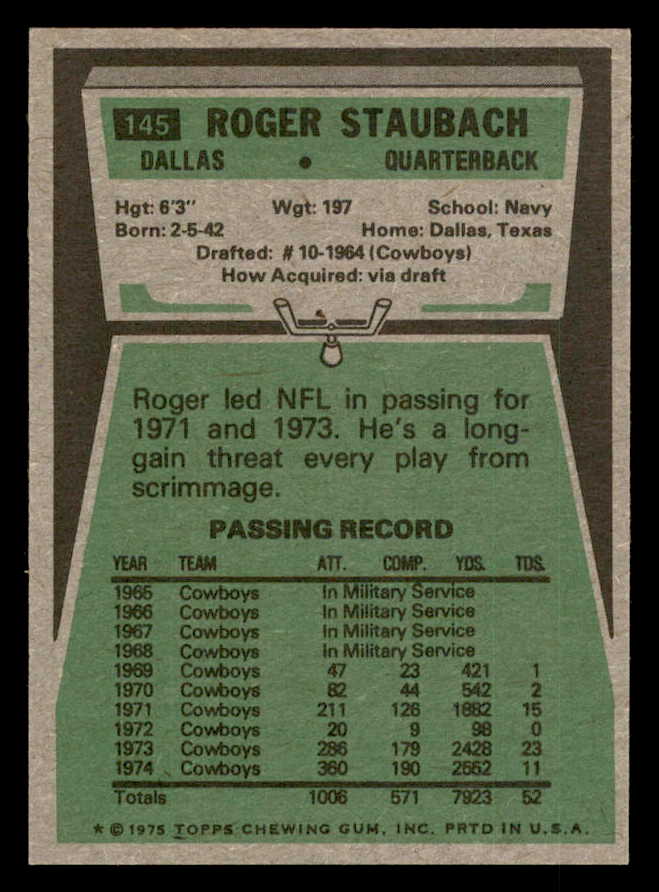 145 ROGER STAUBACH
DALLAS • QUARTERBACK
Hgt: 6'3" Wgt: 197 School: Navy
Born: 2-5-42 Home: Dallas, Texas
Drafted: #10-1964 (Cowboys)
How Acquired: via draft
Roger led NFL in passing for
1971 and 1973. He's a long-
gain threat every play from
scrimmage.
PASSING RECORD
YEAR TEAM ATT. COMP. YDS. TDS.
1965 Cowboys In Military Service
1966 Cowboys In Military Service
1967 Cowboys In Military Service
1968 Cowboys In Military Service
1969 Cowboys 47 23 421 1
1970 Cowboys 82 44 542 2
1971 Cowboys 211 126 1882 15
1972 Cowboys 20 9 98 0
1973 Cowboys 286 179 2428 23
1974 Cowboys 360 190 2552 11
Totals 1006 571 7923 52
* © 1975 TOPPS CHEWING GUM, INC. PRTD IN U.S.A.